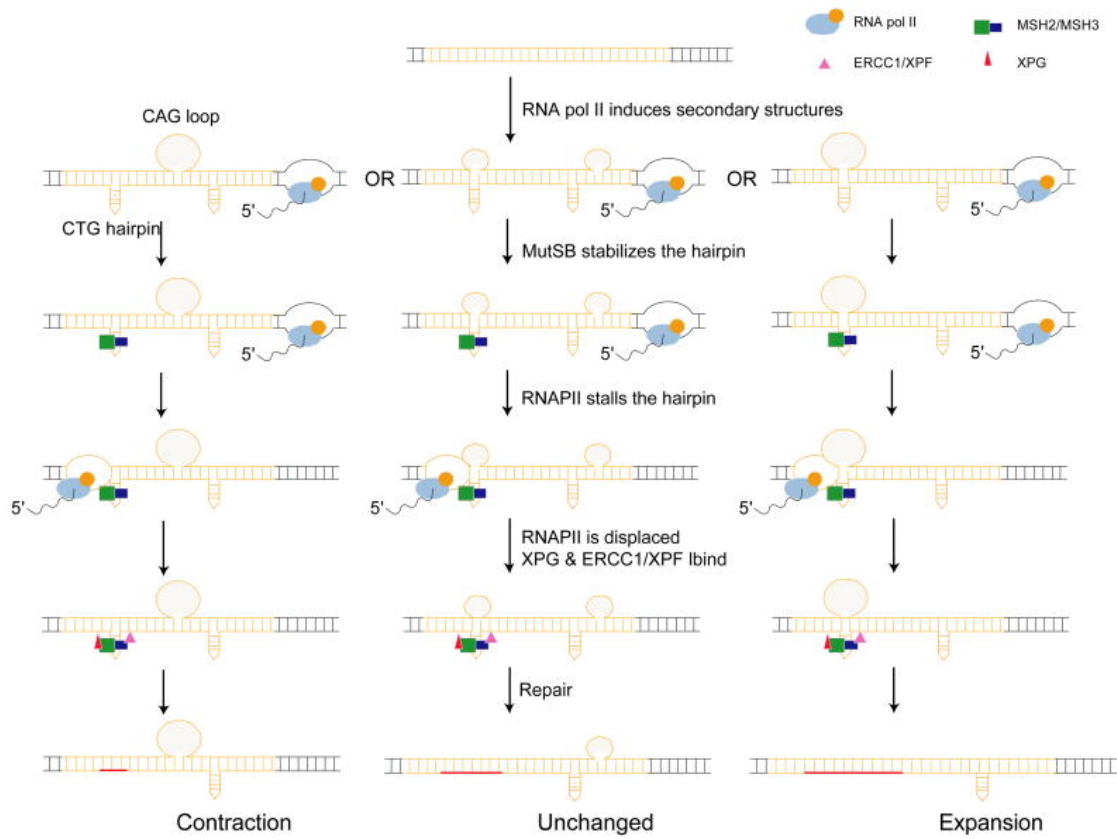 RNA pol II
MSH2/MSH3
ERCC1/XPF
XPG
RNA pol II induces secondary structures
CAG loop
OR
OR
5'
5'
5'
CTG hairpin
MutSB stabilizes the hairpin
5'
5'
5'
RNAPII stalls the hairpin
5'
5'
5'
RNAPII is displaced
XPG & ERCC1/XPF Ibind
Repair
Contraction
Unchanged
Expansion